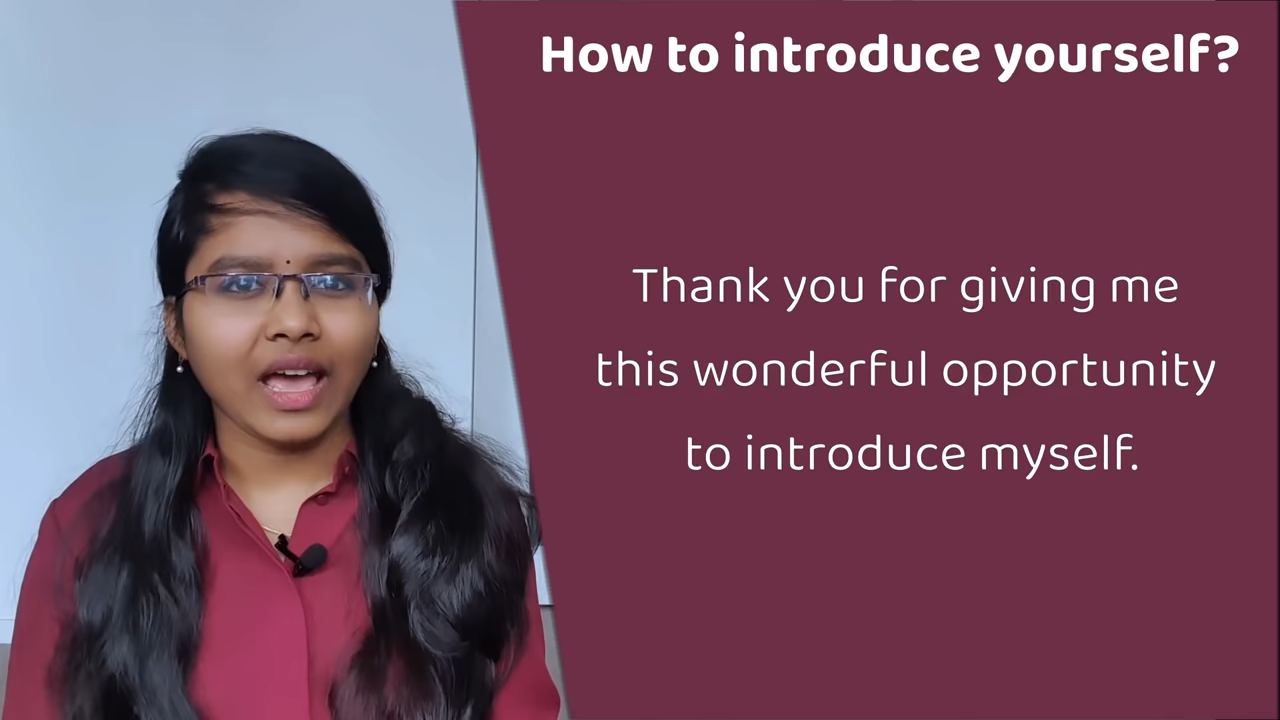 How to introduce yourself?
Thank you for giving me
this wonderful opportunity
to introduce myself.